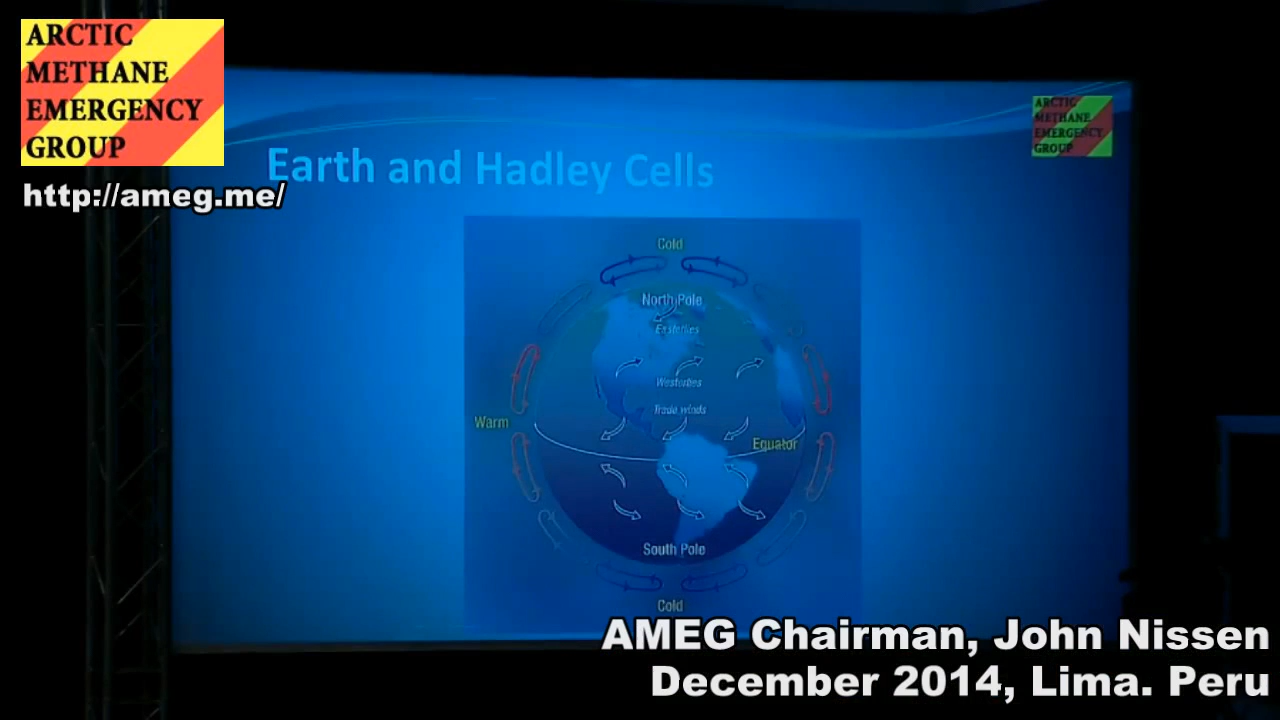 ARCTIC
METHANE
EMERGENCY
GROUP
http://ameg.me/
ARCTIC
METHANE
EMERGENCY
GROUP
Earth and Hadley Cells
Cold
North Pole
Easterlies
Westerlies
Trade winds
Warm
Equator
South Pole
Cold
AMEG Chairman, John Nissen
December 2014, Lima. Peru